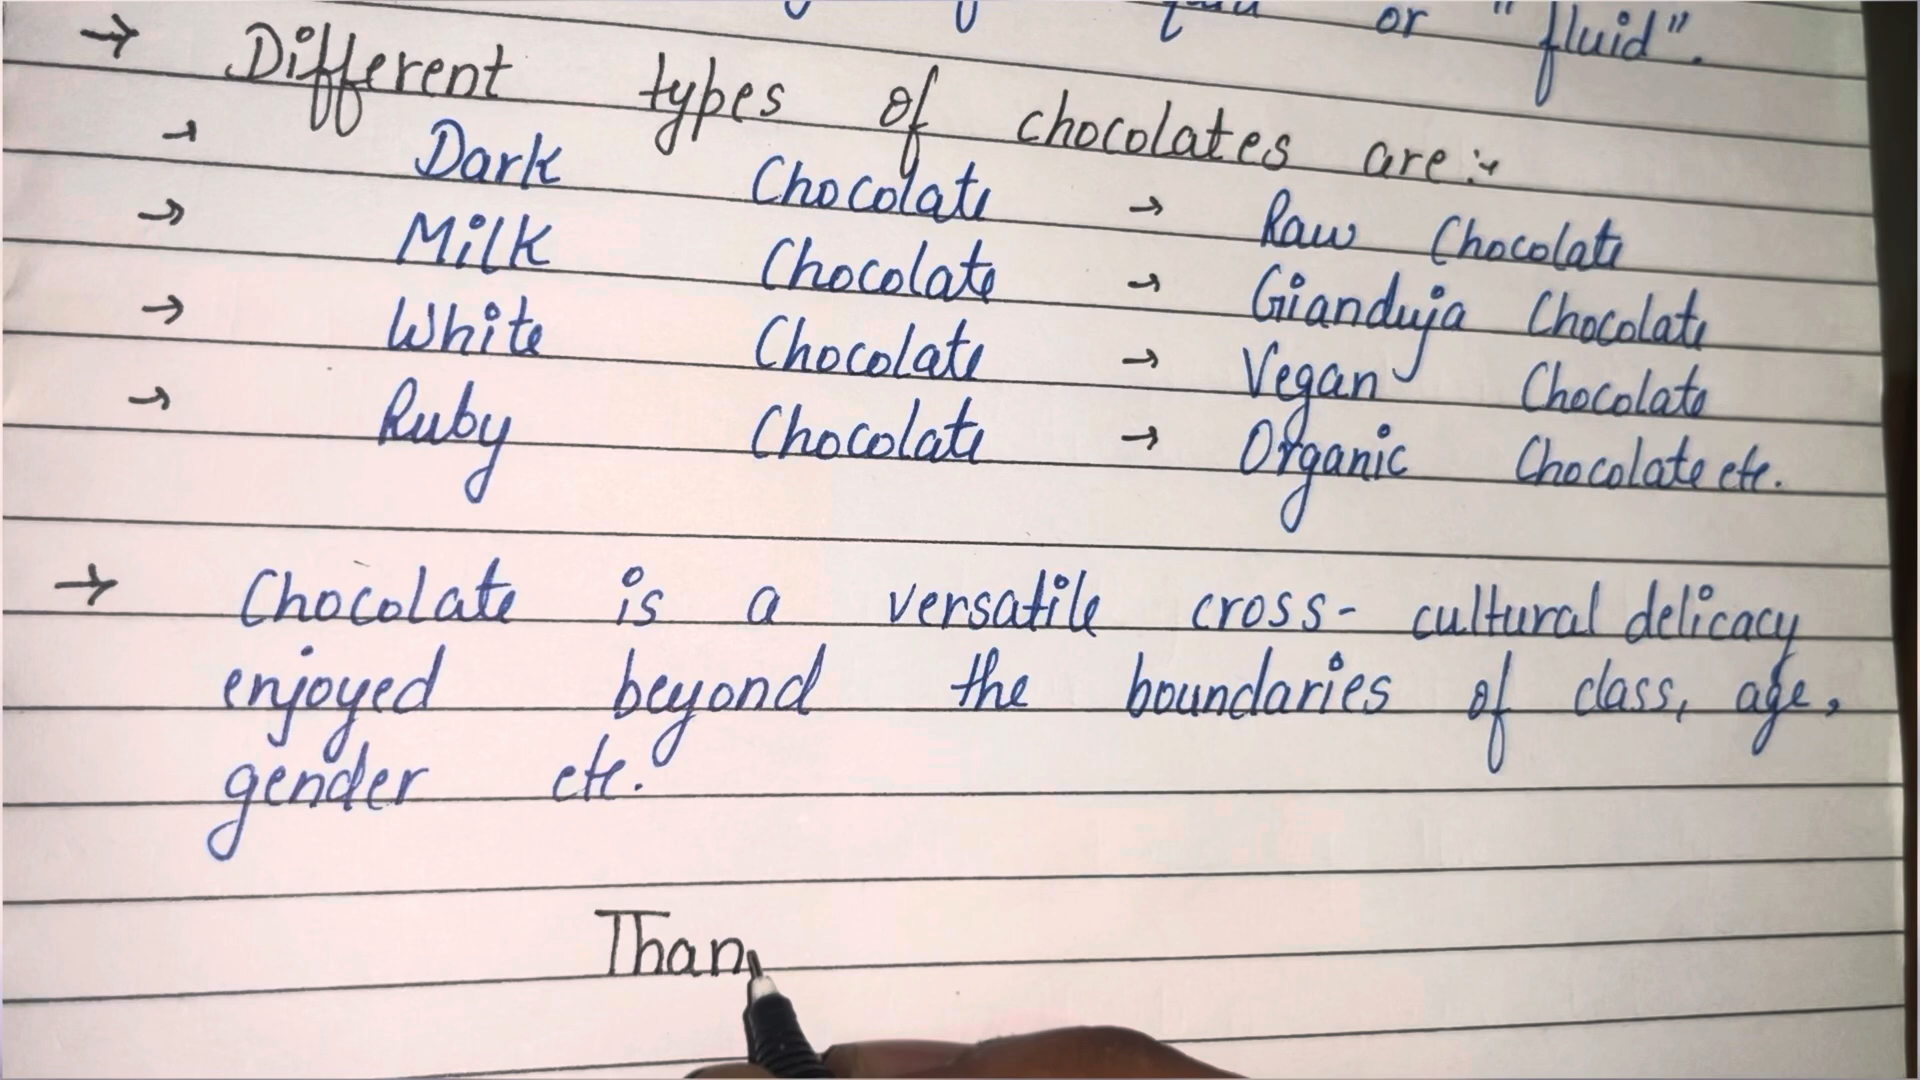 or "fluid".
→ Different types of chocolates are:-
→ Dark Chocolate → Raw Chocolate
→ Milk Chocolate → Gianduja Chocolate
→ White Chocolate → Vegan Chocolate
→ Ruby Chocolate → Organic Chocolate etc.
→ Chocolate is a versatile cross-cultural delicacy
enjoyed beyond the boundaries of class, age,
gender etc.
Than